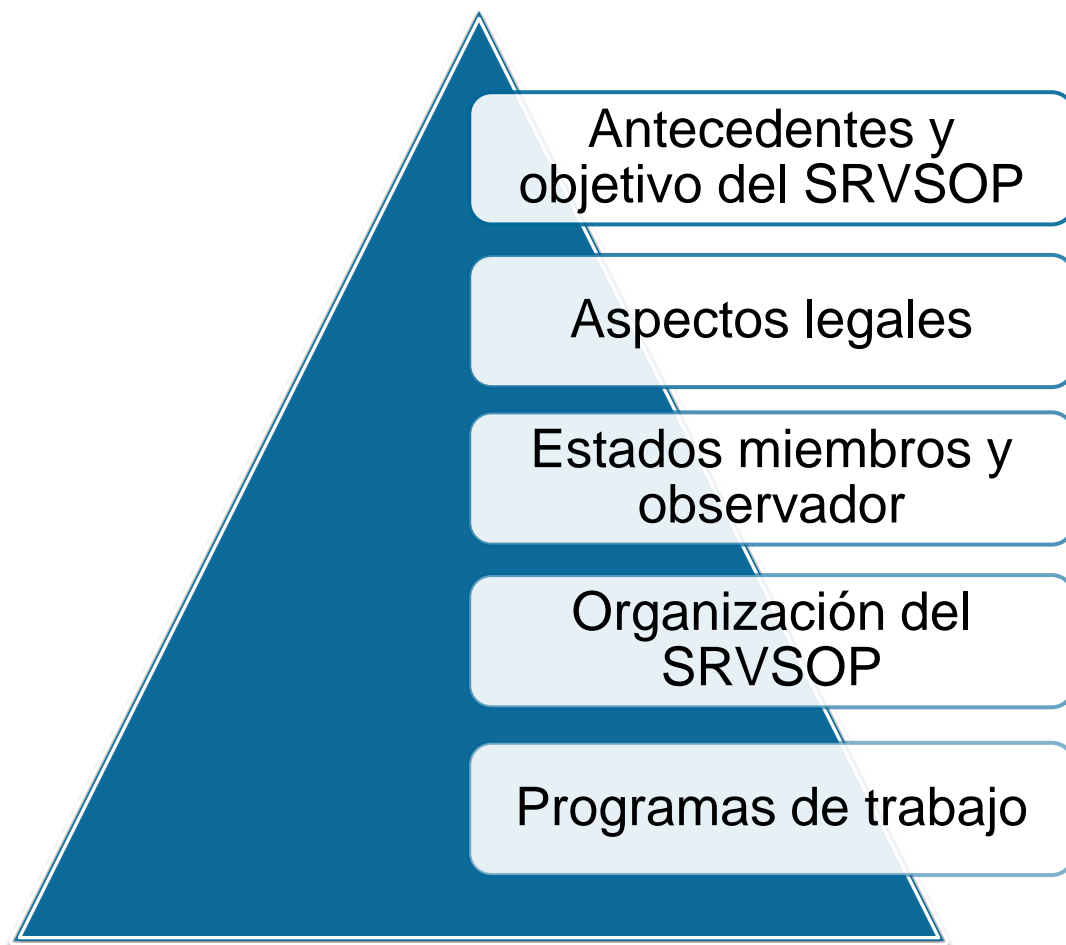 Antecedentes y
objetivo del SRVSOP
Aspectos legales
Estados miembros y
observador
Organización del
SRVSOP
Programas de trabajo